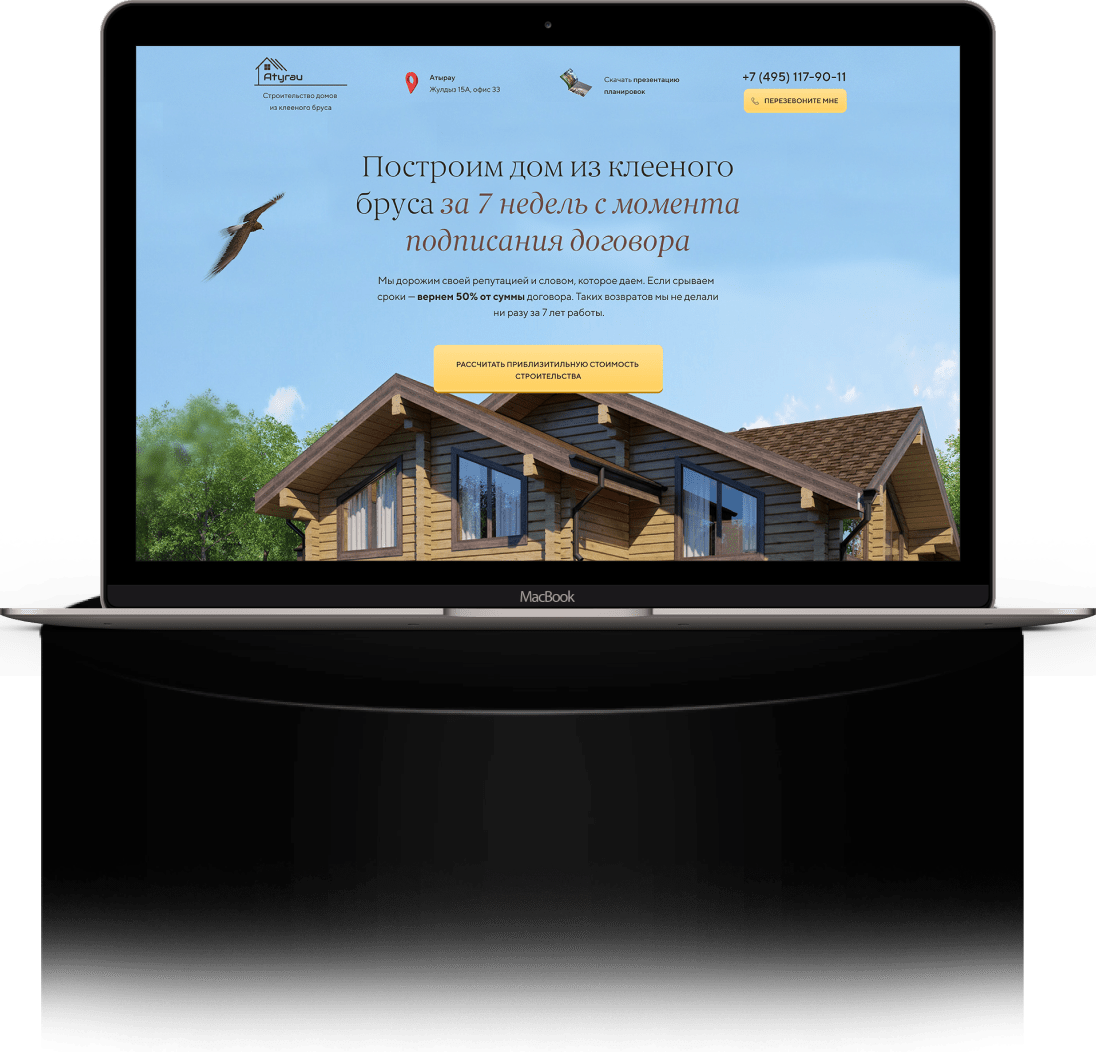 Atyrau
Строительство домов
из клееного бруса
Атырау
Жулдыз 15А, офис 33
Скачать презентацию
планировок
+7 (495) 117-90-11
ПЕРЕЗЕВОНИТЕ МНЕ
Построим дом из клееного
бруса за 7 недель с момента
подписания договора
Мы дорожим своей репутацией и словом, которое даем. Если срываем
сроки — вернем 50% от суммы договора. Таких возвратов мы не делали
ни разу за 7 лет работы.
РАССЧИТАТЬ ПРИБЛИЗИТИЛЬНУЮ СТОИМОСТЬ
СТРОИТЕЛЬСТВА
MacBook